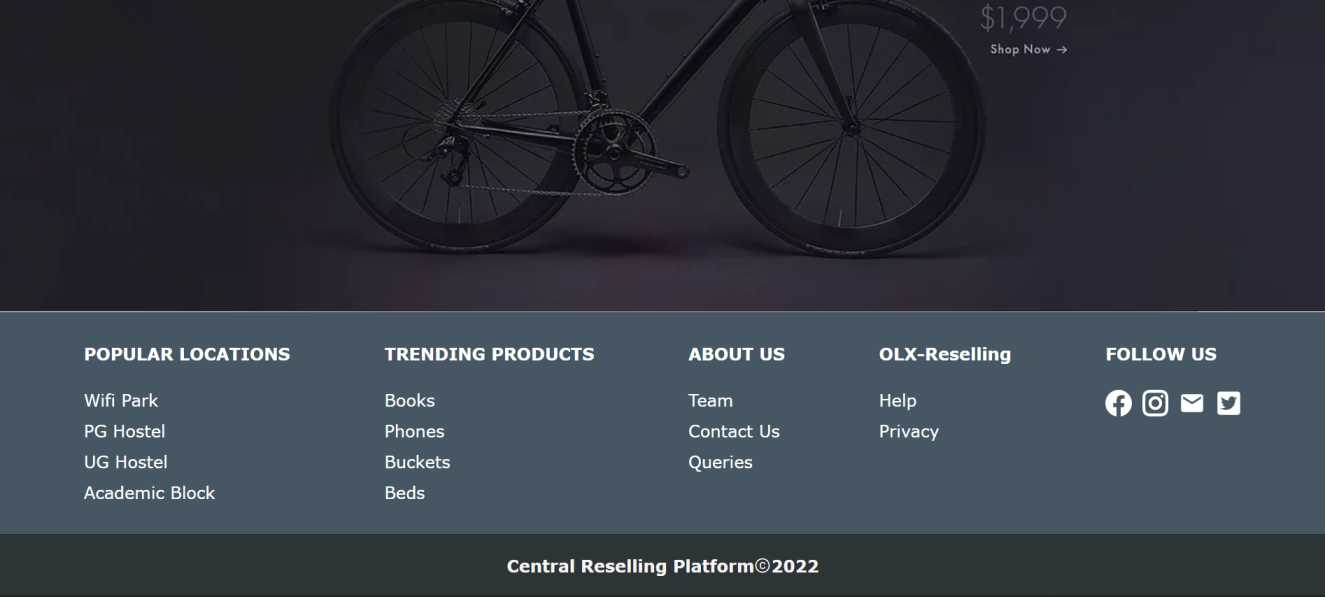 $1,999
Shop Now →
POPULAR LOCATIONS
Wifi Park
PG Hostel
UG Hostel
Academic Block
TRENDING PRODUCTS
Books
Phones
Buckets
Beds
ABOUT US
Team
Contact Us
Queries
OLX-Reselling
Help
Privacy
FOLLOW US
Central Reselling Platform©2022